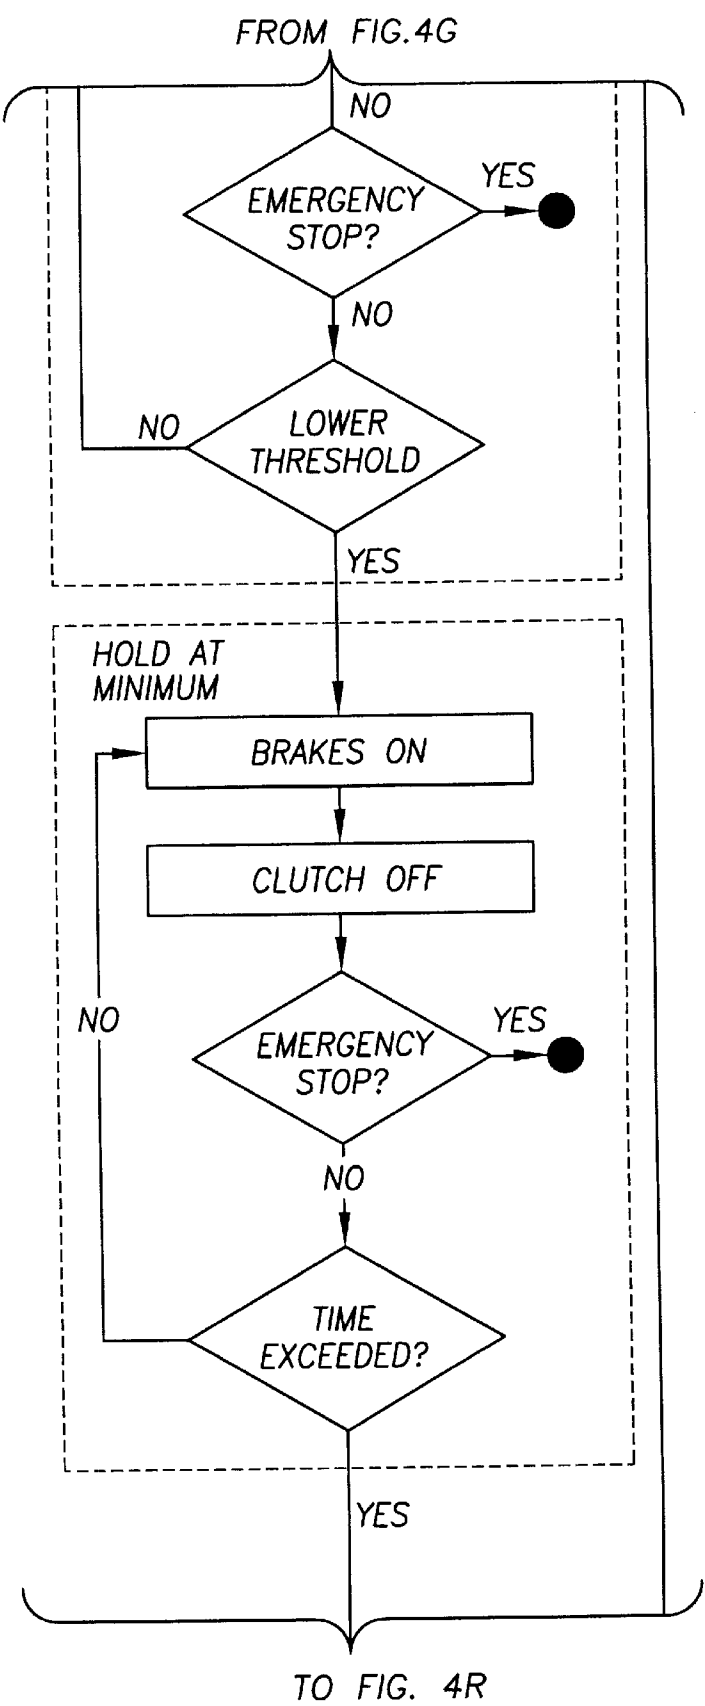 FROM FIG.4G
NO
EMERGENCY
STOP?
YES
NO
LOWER
THRESHOLD
NO
YES
HOLD AT
MINIMUM
BRAKES ON
CLUTCH OFF
EMERGENCY
STOP?
YES
NO
NO
TIME
EXCEEDED?
YES
TO FIG. 4R